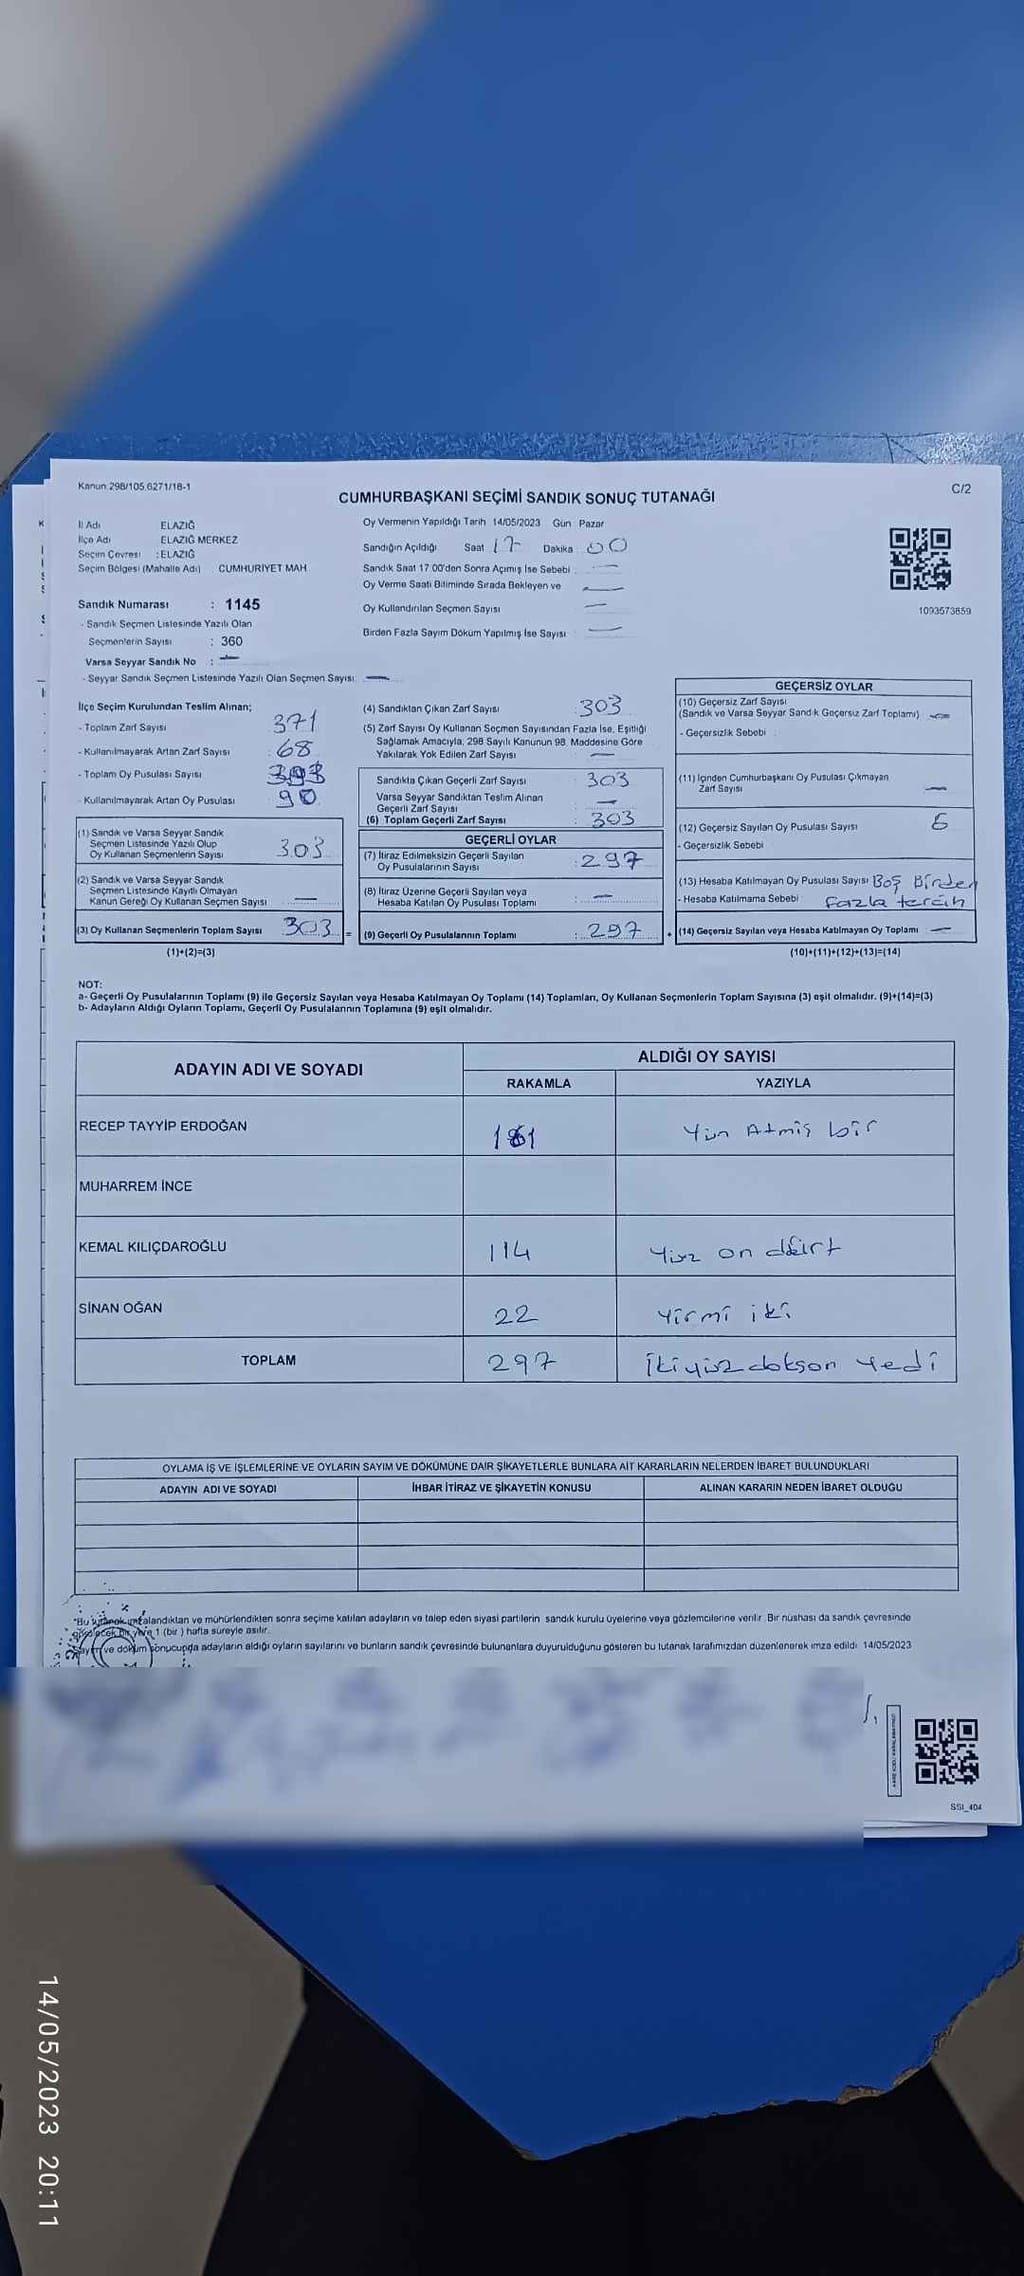 Kanun:298/105,6271/18-1
C/2
CUMHURBAŞKANI SEÇİMİ SANDIK SONUÇ TUTANAĞI
İl Adı ELAZIĞ
İlçe Adı ELAZIĞ MERKEZ
Seçim Çevresi : ELAZIĞ
Seçim Bölgesi (Mahalle Adı) CUMHURİYET MAH
Sandık Numarası : 1145
- Sandık Seçmen Listesinde Yazılı Olan
Seçmenlerin Sayısı : 360
Varsa Seyyar Sandık No : —
- Seyyar Sandık Seçmen Listesinde Yazılı Olan Seçmen Sayısı: —
Oy Vermenin Yapıldığı Tarih 14/05/2023 Gün Pazar
Sandığın Açıldığı Saat 17 Dakika : 00
Sandık Saat 17:00'den Sonra Açımış İse Sebebi : —
Oy Verme Saati Bitiminde Sırada Bekleyen ve —
Oy Kullandırılan Seçmen Sayısı —
Birden Fazla Sayım Döküm Yapılmış İse Sayısı : —
1093573859
İlçe Seçim Kurulundan Teslim Alınan;
- Toplam Zarf Sayısı 371
- Kullanılmayarak Artan Zarf Sayısı : 68
- Toplam Oy Pusulası Sayısı
- Kullanılmayarak Artan Oy Pusulası : 90
(1) Sandık ve Varsa Seyyar Sandık
Seçmen Listesinde Yazılı Olup
Oy Kullanan Seçmenlerin Sayısı 303
(2) Sandık ve Varsa Seyyar Sandık
Seçmen Listesinde Kayıtlı Olmayan
Kanun Gereği Oy Kullanan Seçmen Sayısı —
(3) Oy Kullanan Seçmenlerin Toplam Sayısı 303 =
(1)+(2)=(3)
(4) Sandıktan Çıkan Zarf Sayısı : 303
(5) Zarf Sayısı Oy Kullanan Seçmen Sayısından Fazla İse, Eşitliği
Sağlamak Amacıyla, 298 Sayılı Kanunun 98. Maddesine Göre
Yakılarak Yok Edilen Zarf Sayısı : —
Sandıkta Çıkan Geçerli Zarf Sayısı : 303
Varsa Seyyar Sandıktan Teslim Alınan
Geçerli Zarf Sayısı : —
(6) Toplam Geçerli Zarf Sayısı : 303
GEÇERLİ OYLAR
(7) İtiraz Edilmeksizin Geçerli Sayılan
Oy Pusulalarının Sayısı : 297
(8) İtiraz Üzerine Geçerli Sayılan veya
Hesaba Katılan Oy Pusulası Toplamı : —
(9) Geçerli Oy Pusulalarının Toplamı : 297 +
GEÇERSİZ OYLAR
(10) Geçersiz Zarf Sayısı
(Sandık ve Varsa Seyyar Sandık Geçersiz Zarf Toplamı) —
- Geçersizlik Sebebi :
(11) İçinden Cumhurbaşkanı Oy Pusulası Çıkmayan
Zarf Sayısı —
(12) Geçersiz Sayılan Oy Pusulası Sayısı
- Geçersizlik Sebebi
(13) Hesaba Katılmayan Oy Pusulası Sayısı Boş Birden
- Hesaba Katılmama Sebebi : Fazla tercih
(14) Geçersiz Sayılan veya Hesaba Katılmayan Oy Toplamı —
(10)+(11)+(12)+(13)=(14)
NOT:
a- Geçerli Oy Pusulalarının Toplamı (9) ile Geçersiz Sayılan veya Hesaba Katılmayan Oy Toplamı (14) Toplamları, Oy Kullanan Seçmenlerin Toplam Sayısına (3) eşit olmalıdır. (9)+(14)=(3)
b- Adayların Aldığı Oyların Toplamı, Geçerli Oy Pusulalarının Toplamına (9) eşit olmalıdır.
ADAYIN ADI VE SOYADI
ALDIĞI OY SAYISI
RAKAMLA YAZIYLA
RECEP TAYYİP ERDOĞAN 161 Yüz Atmiş bir
MUHARREM İNCE
KEMAL KILIÇDAROĞLU 114 Yüz on dört
SİNAN OĞAN 22 Yirmi iki
TOPLAM 297 İkiyüz dokson Yedi
OYLAMA İŞ VE İŞLEMLERİNE VE OYLARIN SAYIM VE DÖKÜMÜNE DAİR ŞİKAYETLERLE BUNLARA AİT KARARLARIN NELERDEN İBARET BULUNDUKLARI
ADAYIN ADI VE SOYADI İHBAR İTİRAZ VE ŞİKAYETİN KONUSU ALINAN KARARIN NEDEN İBARET OLDUĞU
"Bu tutanak imzalandıktan ve mühürlendikten sonra seçime katılan adayların ve talep eden siyasi partilerin sandık kurulu üyelerine veya gözlemcilerine verilir. Bir nüshası da sandık çevresinde
görülecek bir yere 1 (bir) hafta süreyle asılır.
Sayım ve döküm sonucunda adayların aldığı oyların sayılarını ve bunların sandık çevresinde bulunanlara duyurulduğunu gösteren bu tutanak tarafımızdan düzenlenerek imza edildi 14/05/2023
SSI_404
14/05/2023 20:11